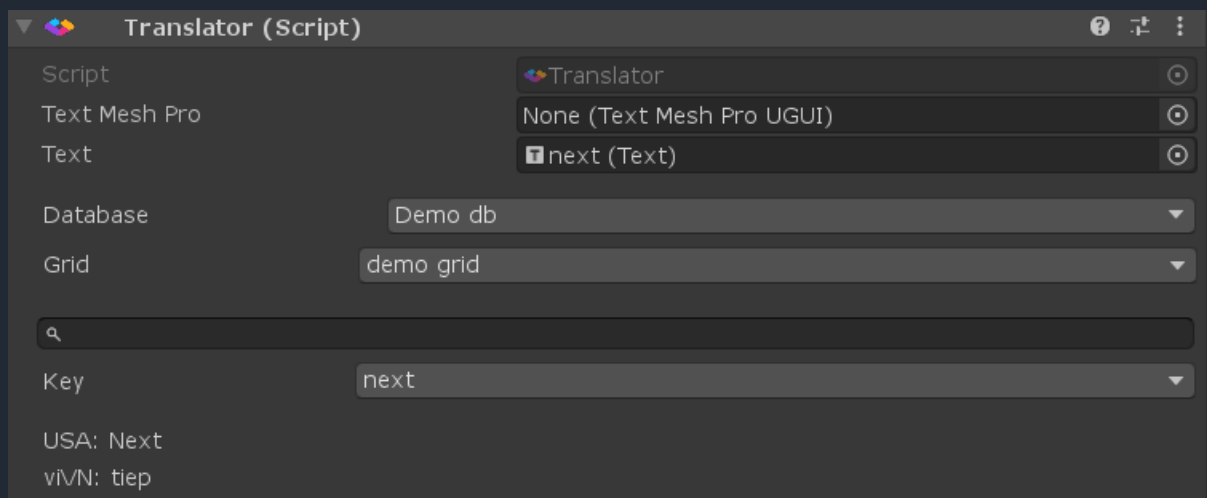 Translator (Script)
Script Translator
Text Mesh Pro None (Text Mesh Pro UGUI)
Text next (Text)
Database Demo db
Grid demo grid
Key next
USA: Next
viVN: tiep